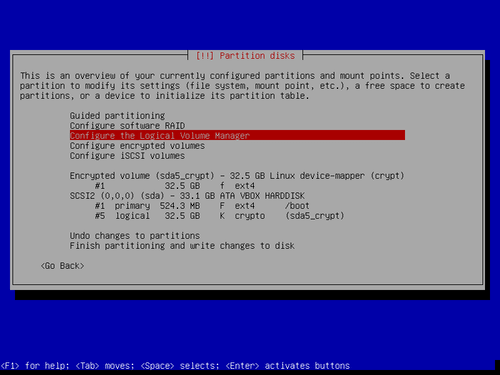 [!!] Partition disks
This is an overview of your currently configured partitions and mount points. Select a
partition to modify its settings (file system, mount point, etc.), a free space to create
partitions, or a device to initialize its partition table.
Guided partitioning
Configure software RAID
Configure the Logical Volume Manager
Configure encrypted volumes
Configure iSCSI volumes
Encrypted volume (sda5_crypt) - 32.5 GB Linux device-mapper (crypt)
#1 32.5 GB f ext4
SCSI2 (0,0,0) (sda) - 33.1 GB ATA VBOX HARDDISK
#1 primary 524.3 MB F ext4 /boot
#5 logical 32.5 GB K crypto (sda5_crypt)
Undo changes to partitions
Finish partitioning and write changes to disk
<Go Back>
<F1> for help; <Tab> moves; <Space> selects; <Enter> activates buttons